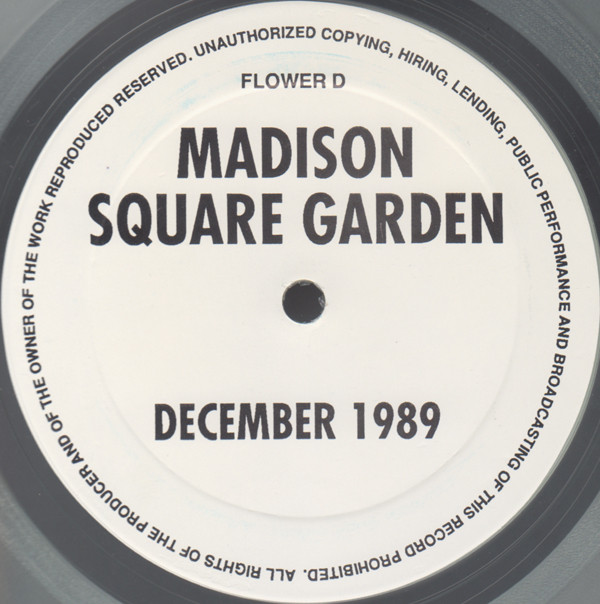 ALL RIGHTS OF THE PRODUCER AND OF THE OWNER OF THE WORK REPRODUCED RESERVED. UNAUTHORIZED COPYING, HIRING, LENDING, PUBLIC PERFORMANCE AND BROADCASTING OF THIS RECORD PROHIBITED.
FLOWER D
MADISON
SQUARE GARDEN
DECEMBER 1989